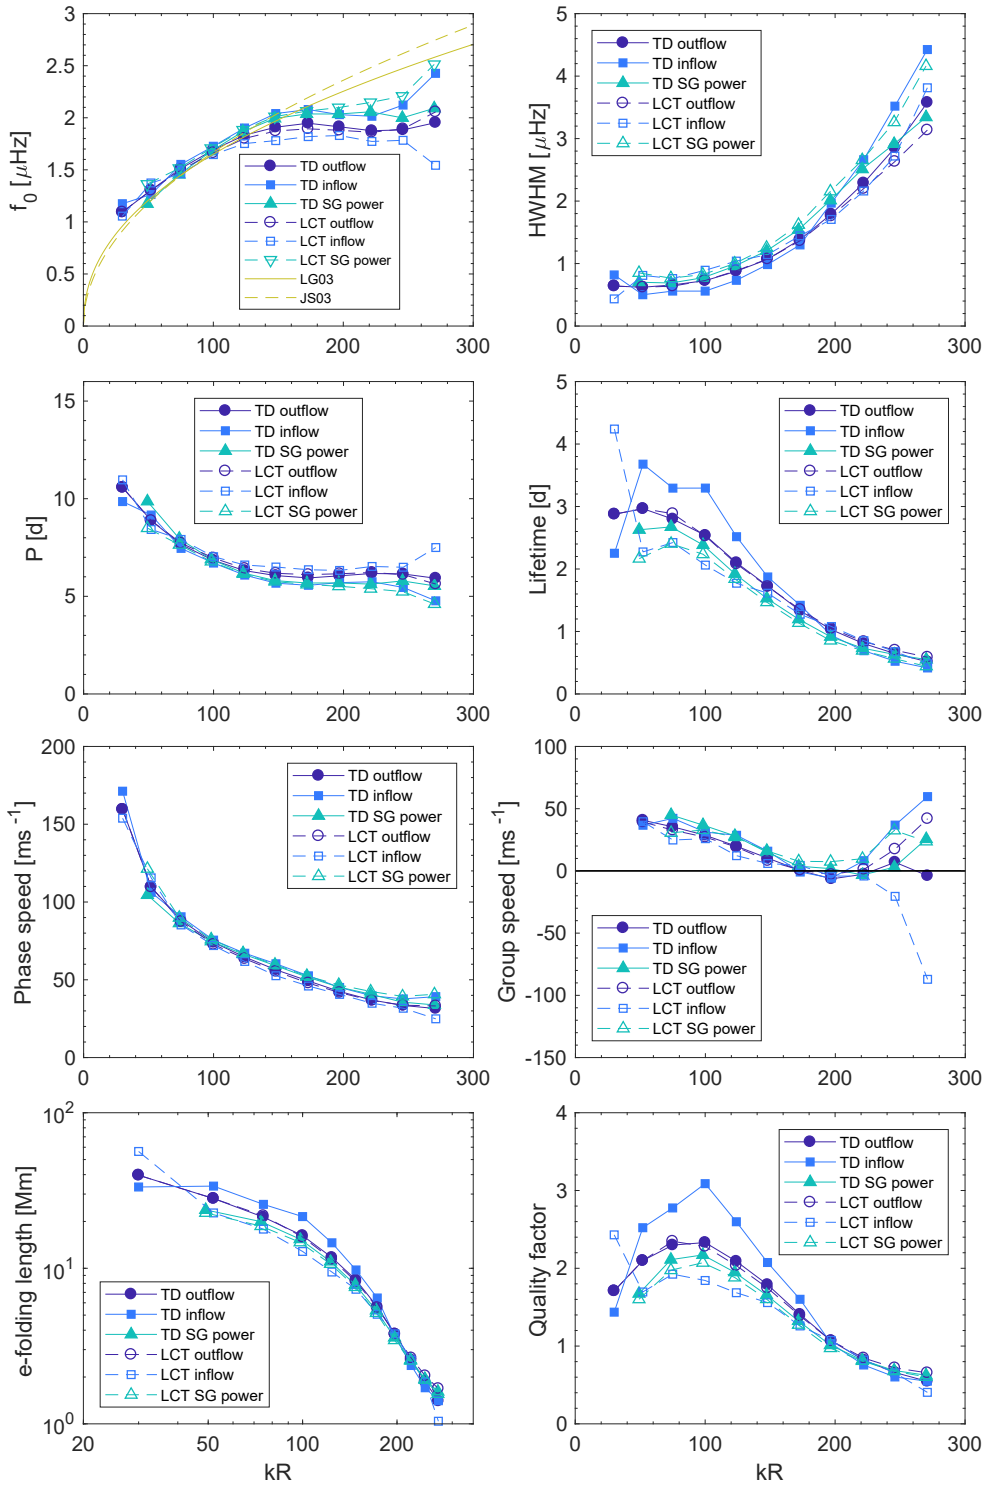 f₀ [μHz]
3
2.5
2
1.5
1
0.5
0
0
100
200
300
TD outflow
TD inflow
TD SG power
LCT outflow
LCT inflow
LCT SG power
LG03
JS03
HWHM [μHz]
5
4
3
2
1
0
0
100
200
300
TD outflow
TD inflow
TD SG power
LCT outflow
LCT inflow
LCT SG power
P [d]
15
10
5
0
0
100
200
300
TD outflow
TD inflow
TD SG power
LCT outflow
LCT inflow
LCT SG power
Lifetime [d]
5
4
3
2
1
0
0
100
200
300
TD outflow
TD inflow
TD SG power
LCT outflow
LCT inflow
LCT SG power
Phase speed [ms⁻¹]
200
150
100
50
0
0
100
200
300
TD outflow
TD inflow
TD SG power
LCT outflow
LCT inflow
LCT SG power
Group speed [ms⁻¹]
100
50
0
-50
-100
-150
0
100
200
300
TD outflow
TD inflow
TD SG power
LCT outflow
LCT inflow
LCT SG power
e-folding length [Mm]
10²
10¹
10⁰
20
50
100
200
kR
TD outflow
TD inflow
TD SG power
LCT outflow
LCT inflow
LCT SG power
Quality factor
4
3
2
1
0
0
100
200
300
kR
TD outflow
TD inflow
TD SG power
LCT outflow
LCT inflow
LCT SG power